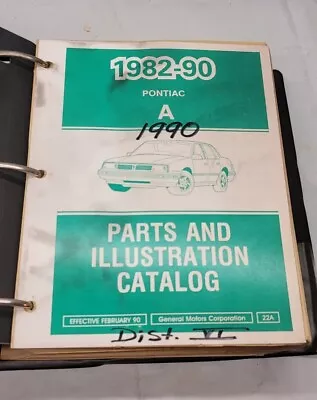 1982-90
PONTIAC
A
1990
PARTS AND
ILLUSTRATION
CATALOG
EFFECTIVE FEBRUARY 90 General Motors Corporation 22A
Dist. VI